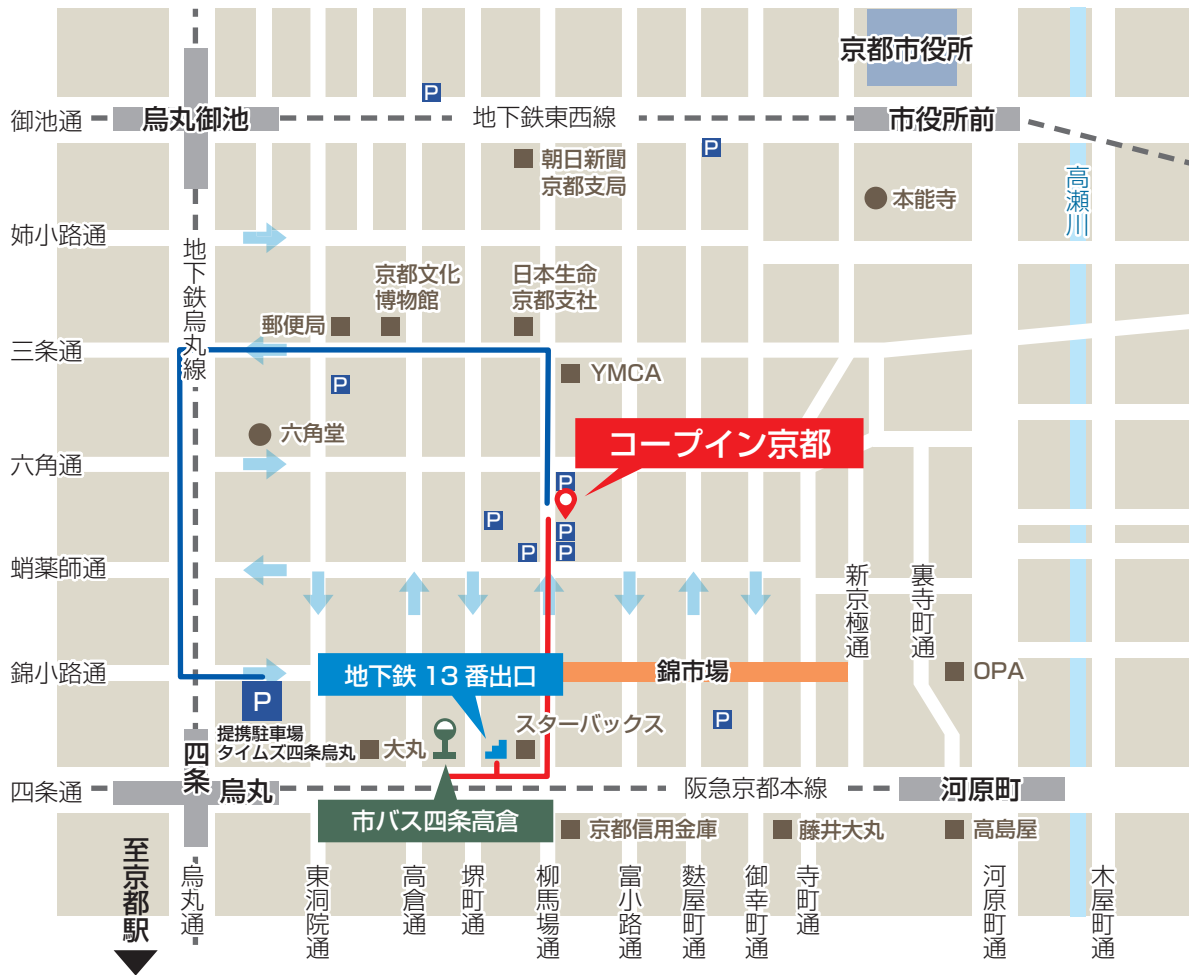 京都市役所
P
御池通
烏丸御池
地下鉄東西線
市役所前
P
朝日新聞
京都支局
本能寺
高瀬川
姉小路通
地下鉄烏丸線
京都文化
博物館
日本生命
京都支社
郵便局
三条通
YMCA
P
六角堂
コープイン京都
六角通
P
P
P
P
P
蛸薬師通
新京極通
裏寺町通
錦小路通
地下鉄 13 番出口
錦市場
OPA
P
提携駐車場
タイムズ四条烏丸
大丸
スターバックス
P
四条
四条通
烏丸
阪急京都本線
河原町
市バス四条高倉
京都信用金庫
藤井大丸
高島屋
至京都駅
烏丸通
東洞院通
高倉通
堺町通
柳馬場通
富小路通
麩屋町通
御幸町通
寺町通
河原町通
木屋町通